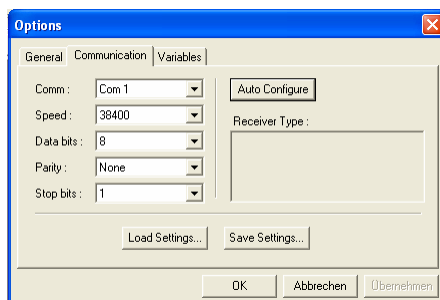 Options
General Communication Variables
Comm : Com 1 Auto Configure
Speed : 38400
Receiver Type :
Data bits : 8
Parity : None
Stop bits : 1
Load Settings... Save Settings...
OK Abbrechen Übernehmen